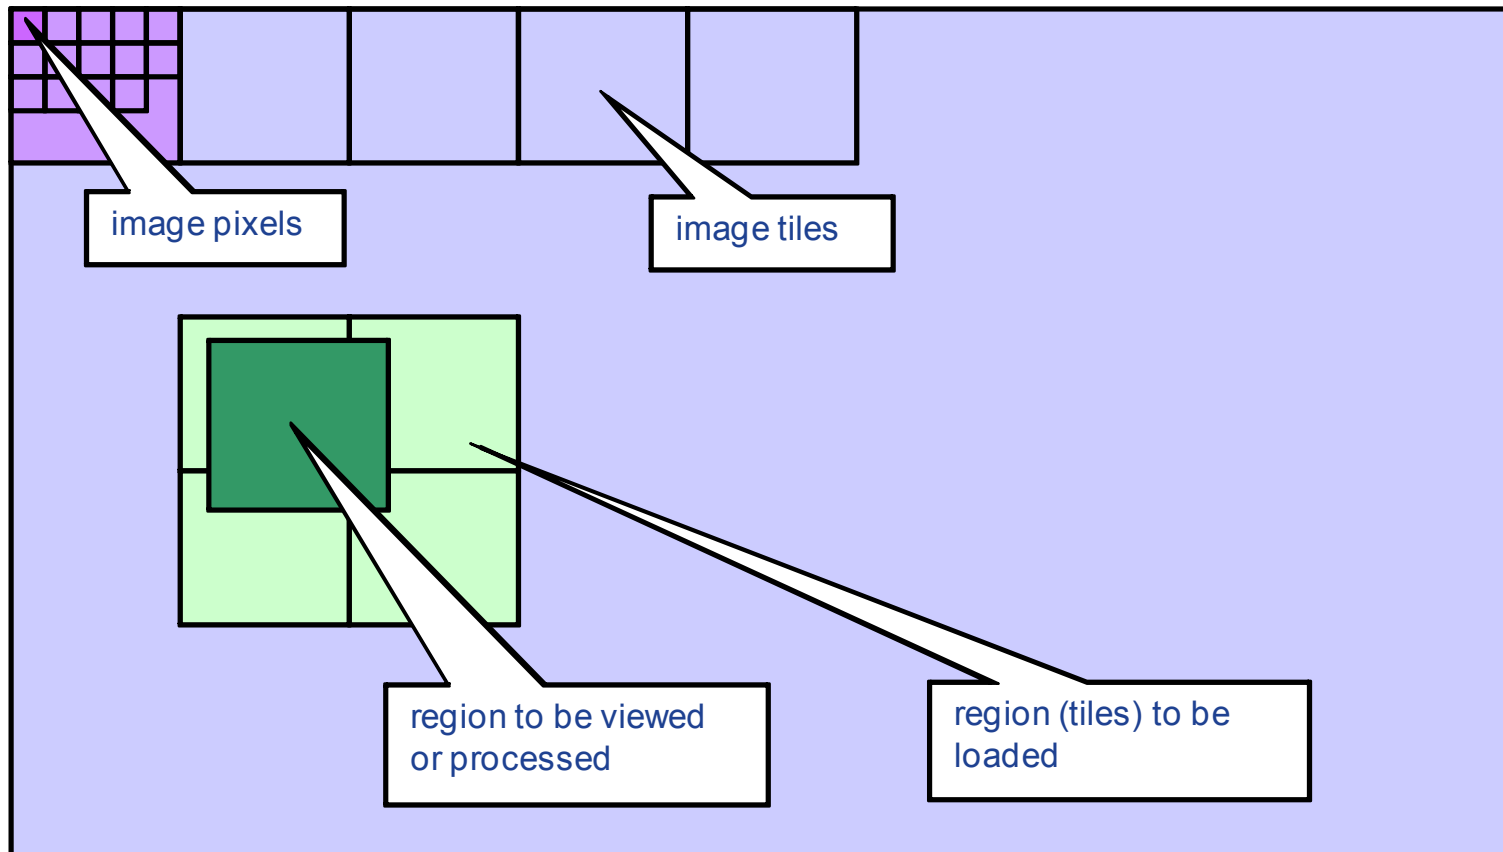 image pixels
image tiles
region to be viewed
or processed
region (tiles) to be
loaded